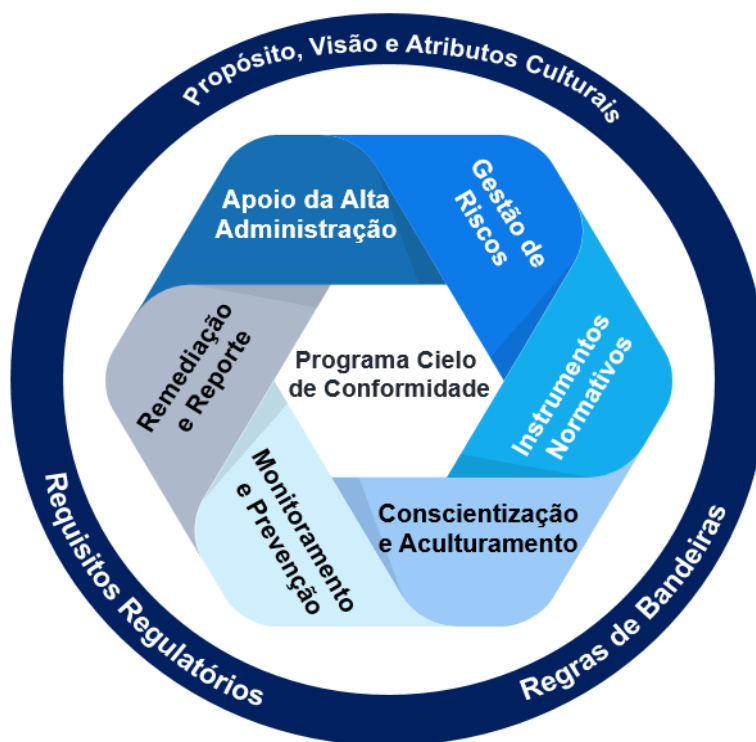 Propósito, Visão e Atributos Culturais
Apoio da Alta
Administração
Gestão de
Riscos
Instrumentos
Normativos
Conscientização
e Aculturamento
Monitoramento
e Prevenção
Remediação
e Reporte
Programa Cielo
de Conformidade
Requisitos Regulatórios
Regras de Bandeiras